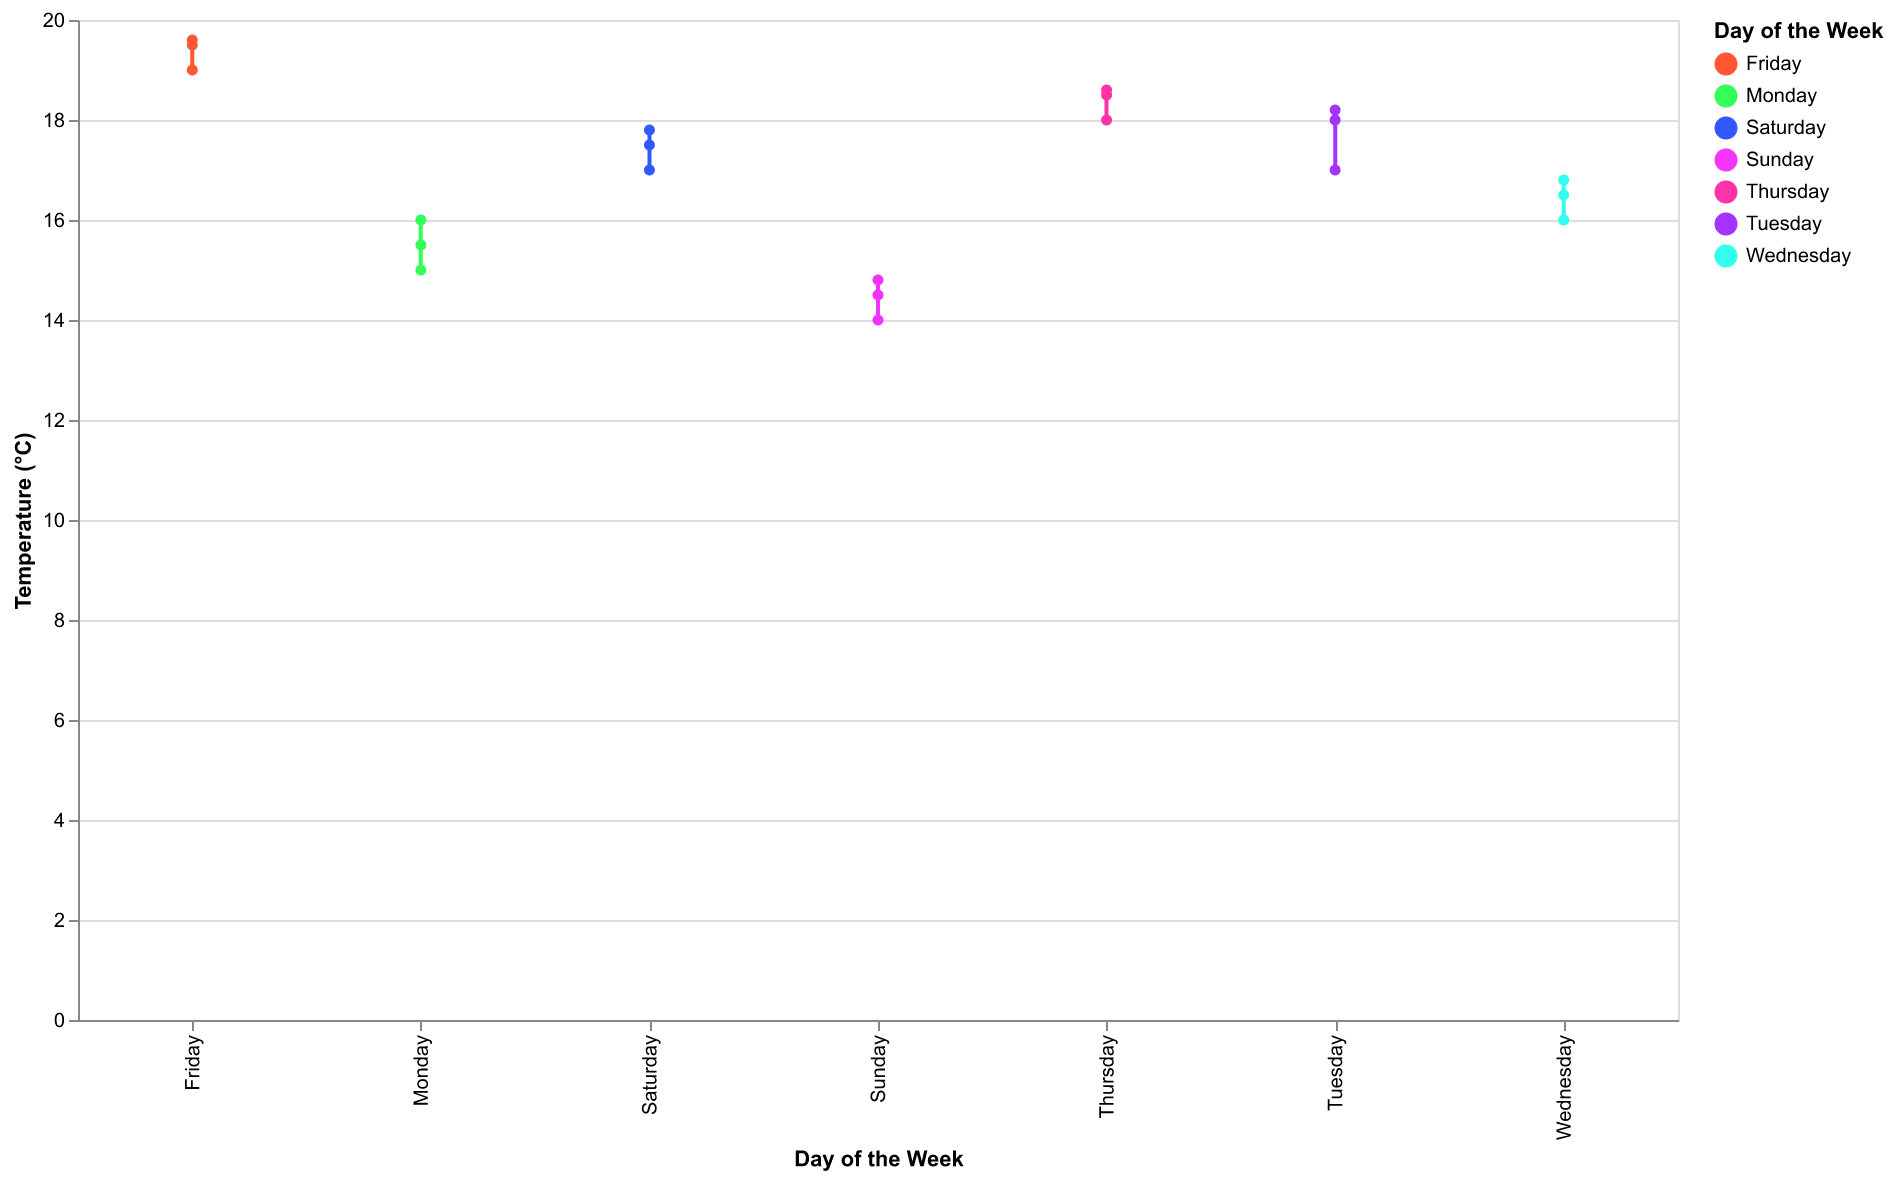 Temperature (°C)
20
18
16
14
12
10
8
6
4
2
0
Friday
Monday
Saturday
Sunday
Thursday
Tuesday
Wednesday
Day of the Week
Day of the Week
Friday
Monday
Saturday
Sunday
Thursday
Tuesday
Wednesday